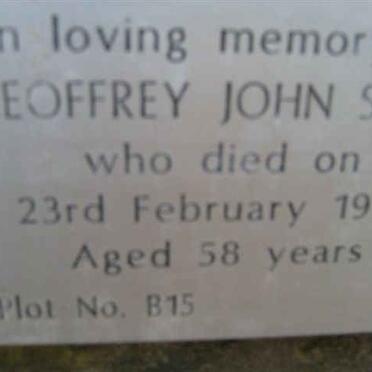 n loving memor
EOFFREY JOHN S
who died on
23rd February 19
Aged 58 years
Plot No. B15